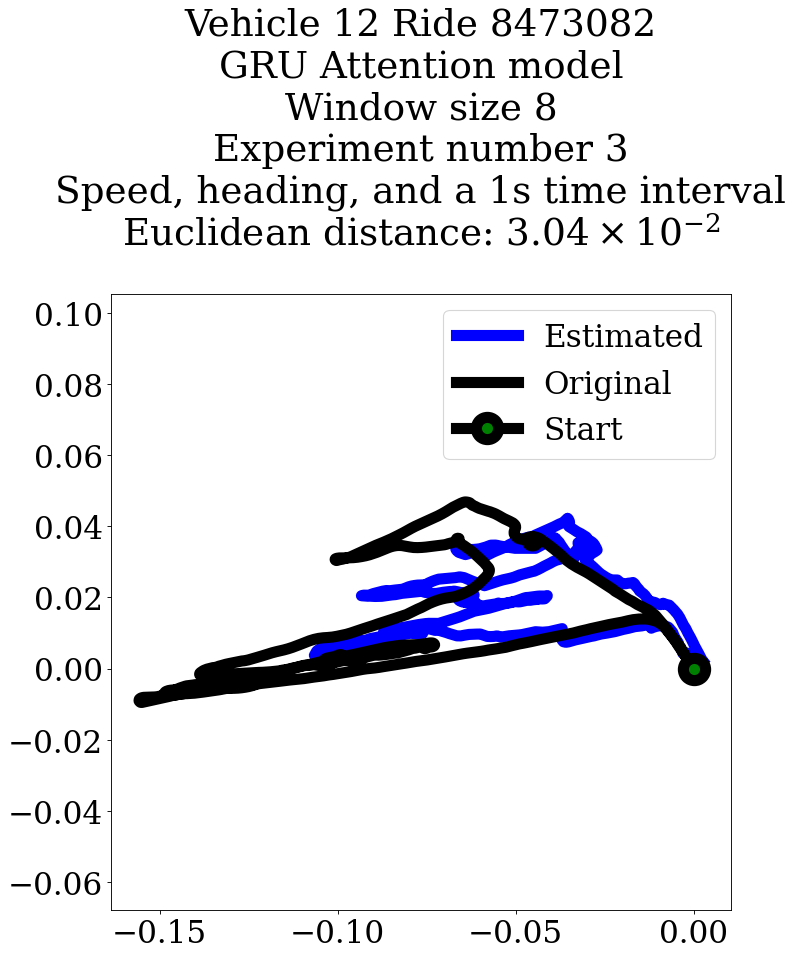 Vehicle 12 Ride 8473082
GRU Attention model
Window size 8
Experiment number 3
Speed, heading, and a 1s time interval
Euclidean distance: 3.04 × 10⁻²
Estimated
Original
Start
0.10
0.08
0.06
0.04
0.02
0.00
−0.02
−0.04
−0.06
−0.15 −0.10 −0.05 0.00